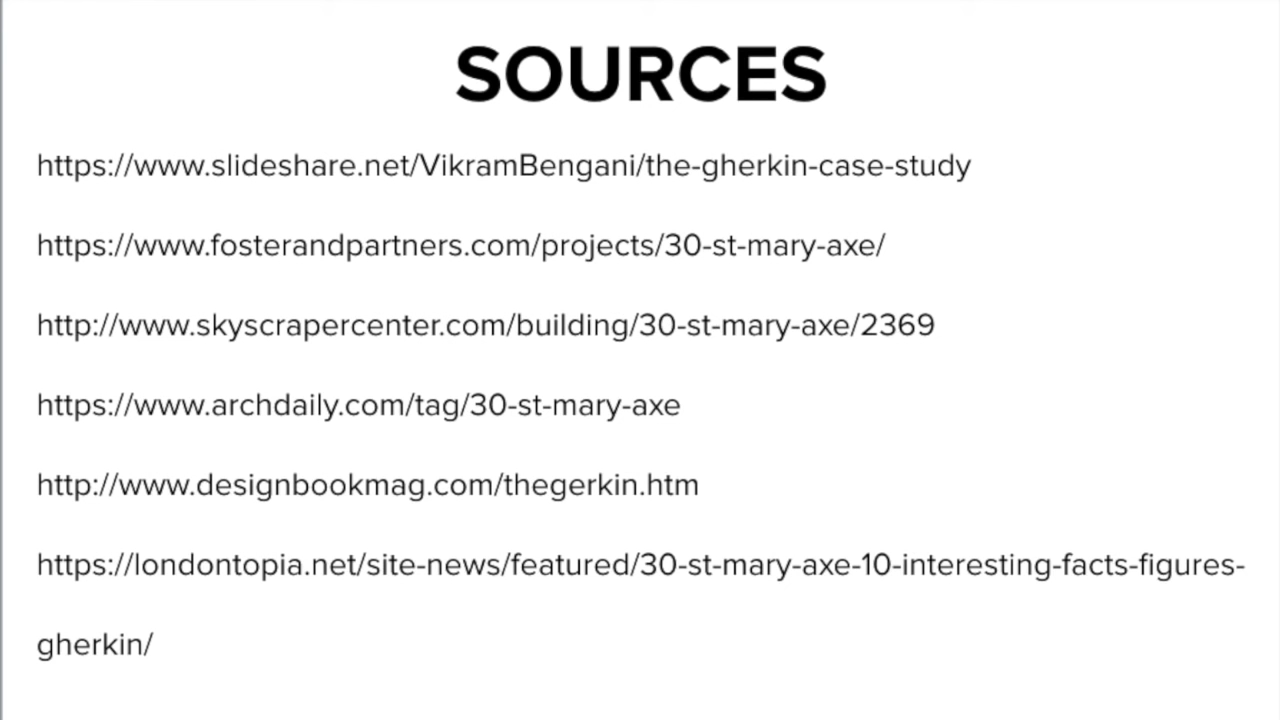 SOURCES
https://www.slideshare.net/VikramBengani/the-gherkin-case-study
https://www.fosterandpartners.com/projects/30-st-mary-axe/
http://www.skyscrapercenter.com/building/30-st-mary-axe/2369
https://www.archdaily.com/tag/30-st-mary-axe
http://www.designbookmag.com/thegerkin.htm
https://londontopia.net/site-news/featured/30-st-mary-axe-10-interesting-facts-figures-
gherkin/